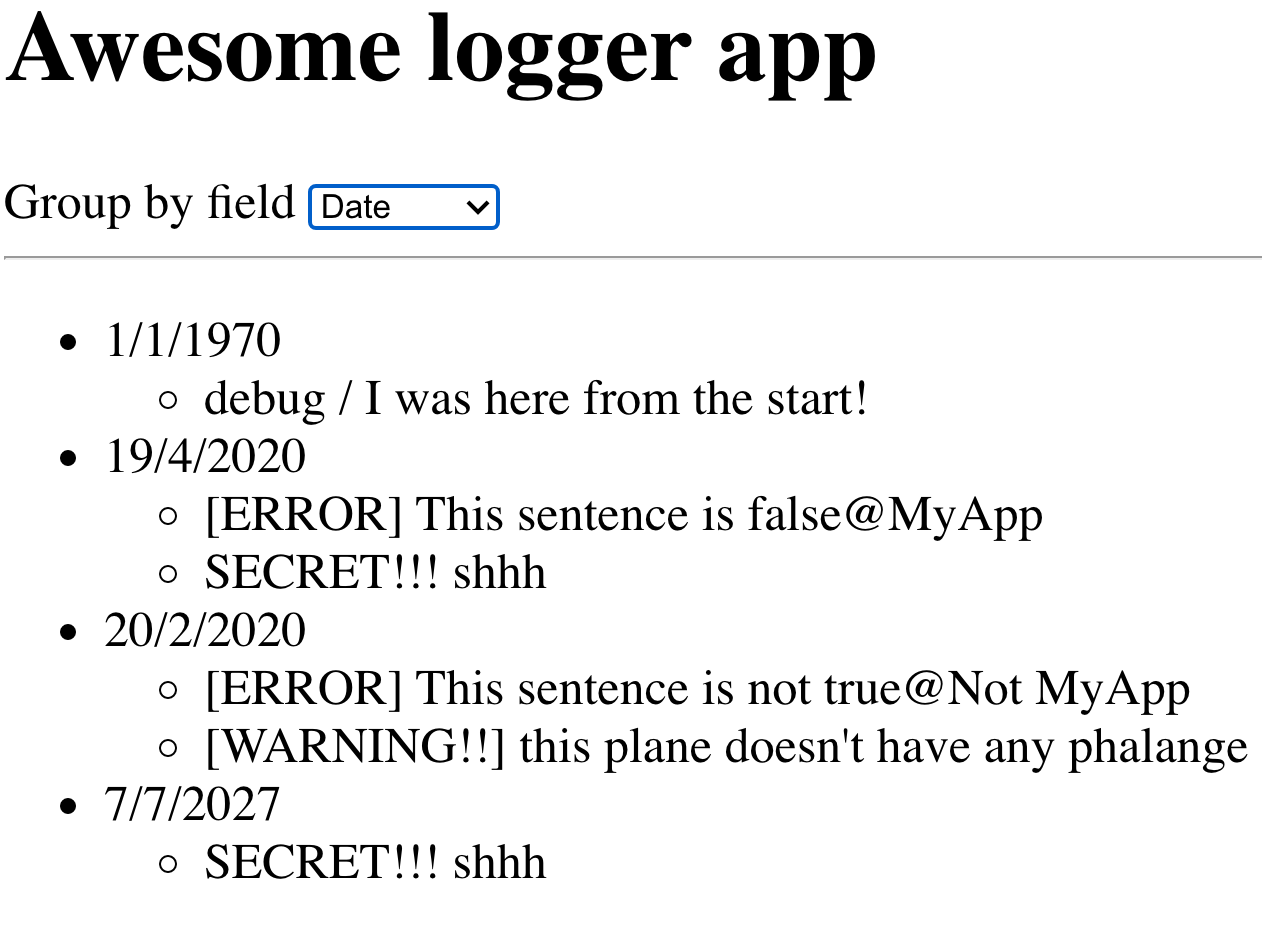 Awesome logger app
Group by field Date
1/1/1970
debug / I was here from the start!
19/4/2020
[ERROR] This sentence is false@MyApp
SECRET!!! shhh
20/2/2020
[ERROR] This sentence is not true@Not MyApp
[WARNING!!] this plane doesn't have any phalange
7/7/2027
SECRET!!! shhh